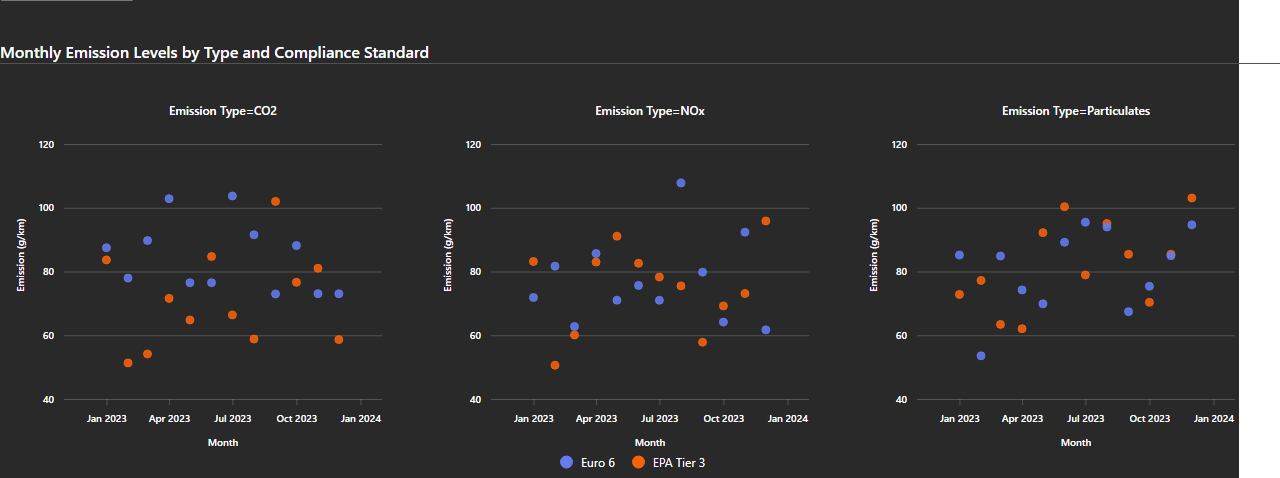 Monthly Emission Levels by Type and Compliance Standard
Emission Type=CO2
Emission (g/km)
120
100
80
60
40
Jan 2023 Apr 2023 Jul 2023 Oct 2023 Jan 2024
Month
Emission Type=NOx
Emission (g/km)
120
100
80
60
40
Jan 2023 Apr 2023 Jul 2023 Oct 2023 Jan 2024
Month
Emission Type=Particulates
Emission (g/km)
120
100
80
60
40
Jan 2023 Apr 2023 Jul 2023 Oct 2023 Jan 2024
Month
Euro 6 EPA Tier 3